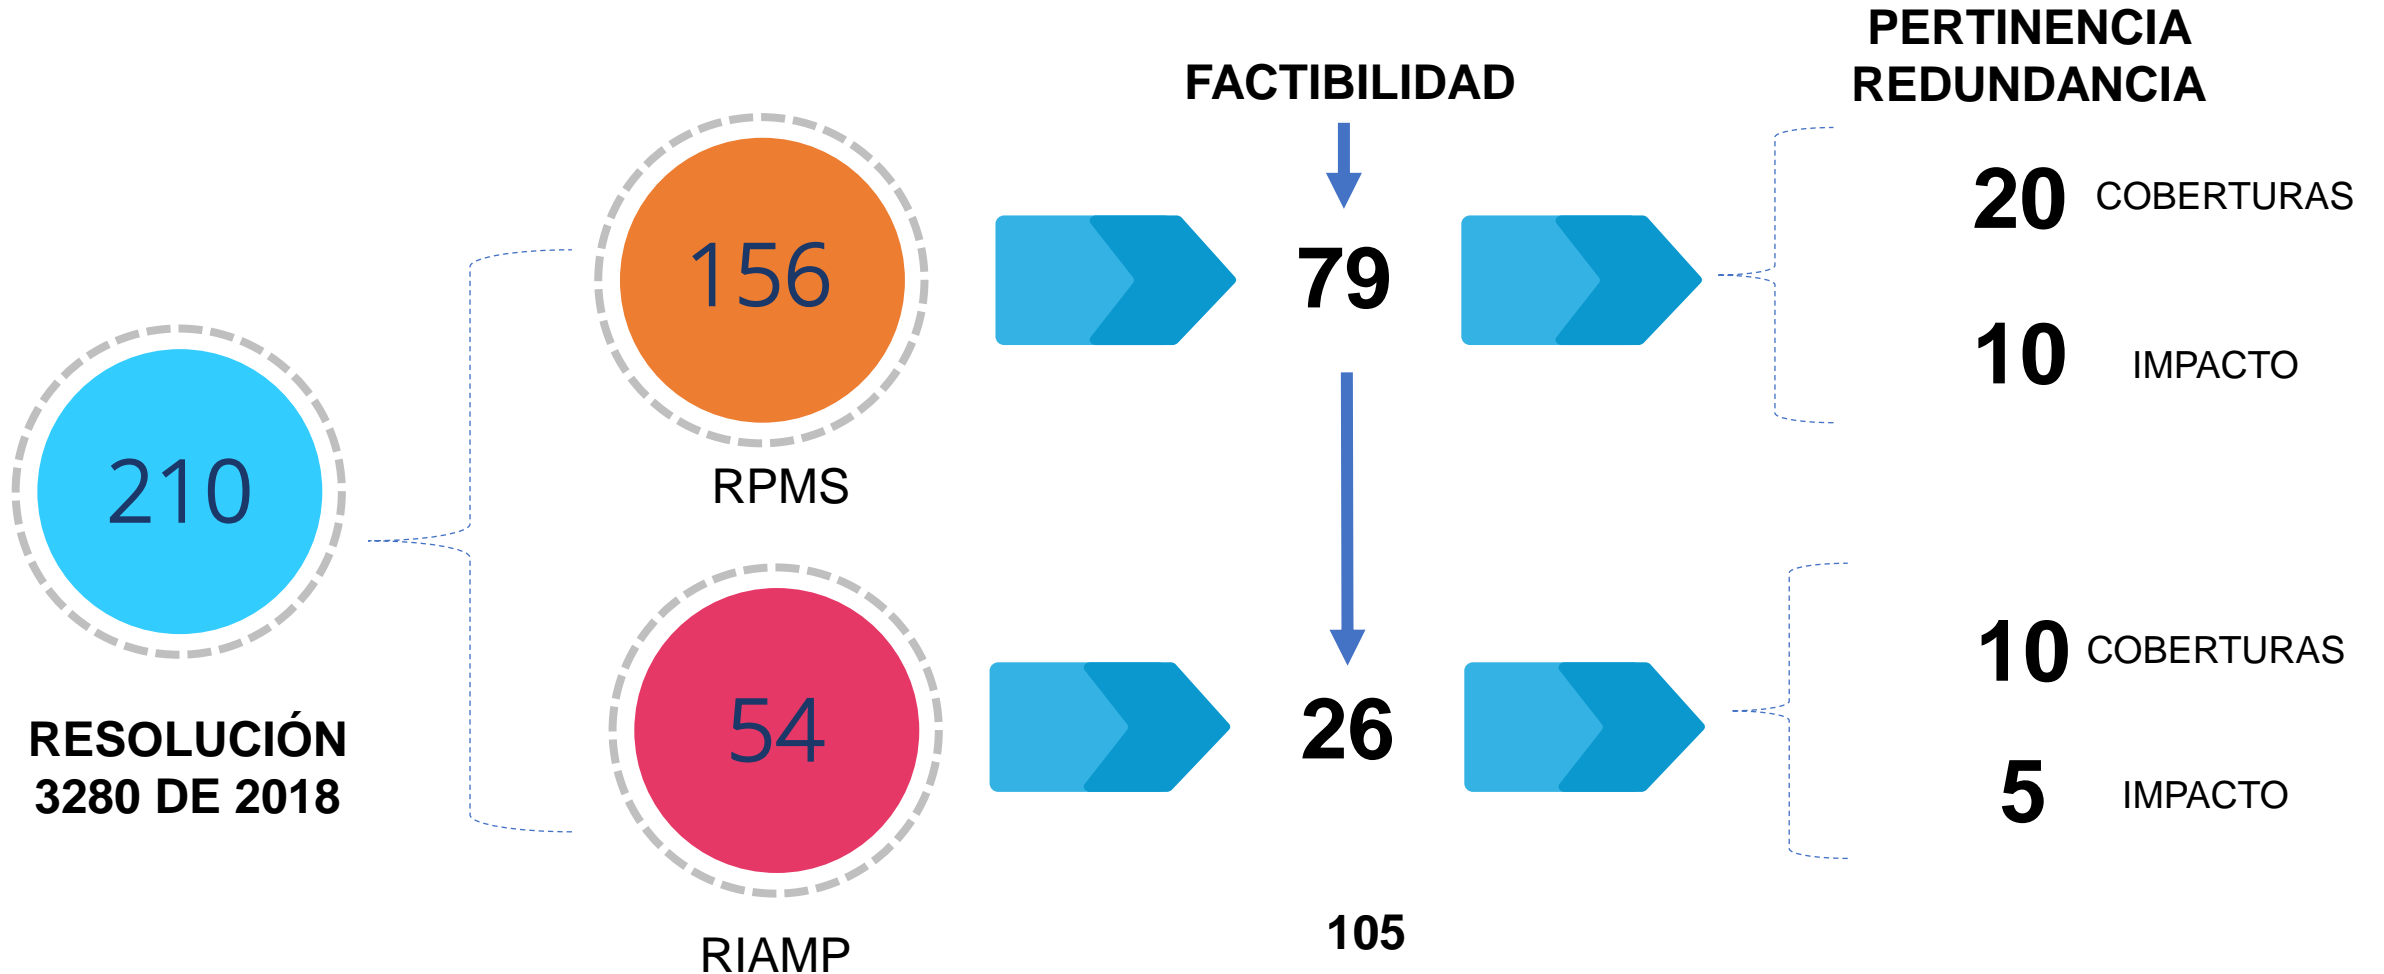 210
RESOLUCIÓN
3280 DE 2018
156
RPMS
54
RIAMP
FACTIBILIDAD
79
26
105
PERTINENCIA
REDUNDANCIA
20 COBERTURAS
10 IMPACTO
10 COBERTURAS
5 IMPACTO